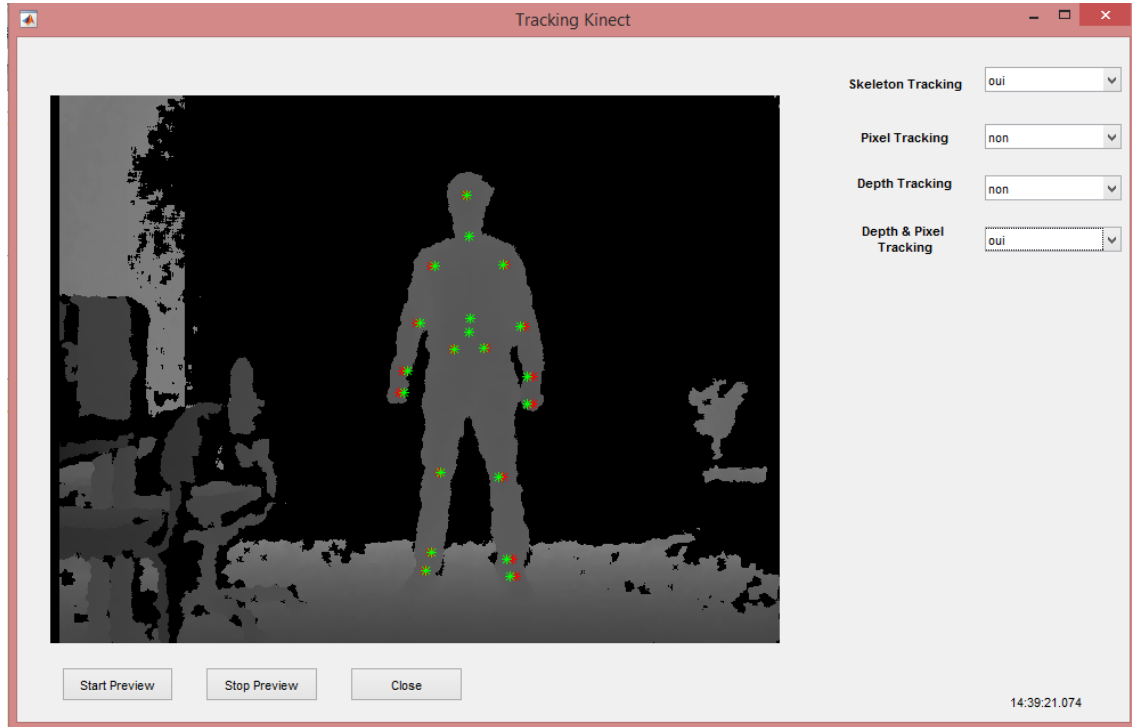 Tracking Kinect
Skeleton Tracking
oui
Pixel Tracking
non
Depth Tracking
non
Depth & Pixel
Tracking
oui
Start Preview
Stop Preview
Close
14:39:21.074